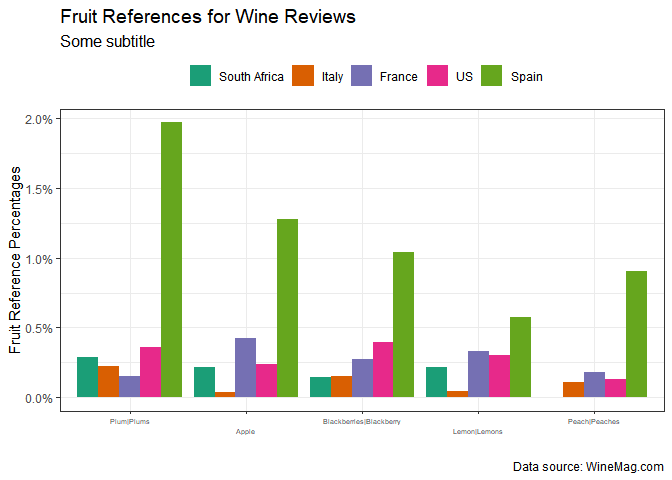 Fruit References for Wine Reviews
Some subtitle
South Africa Italy France US Spain
Fruit Reference Percentages
2.0%
1.5%
1.0%
0.5%
0.0%
Plum|Plums Blackberries|Blackberry Peach|Peaches
Apple Lemon|Lemons
Data source: WineMag.com